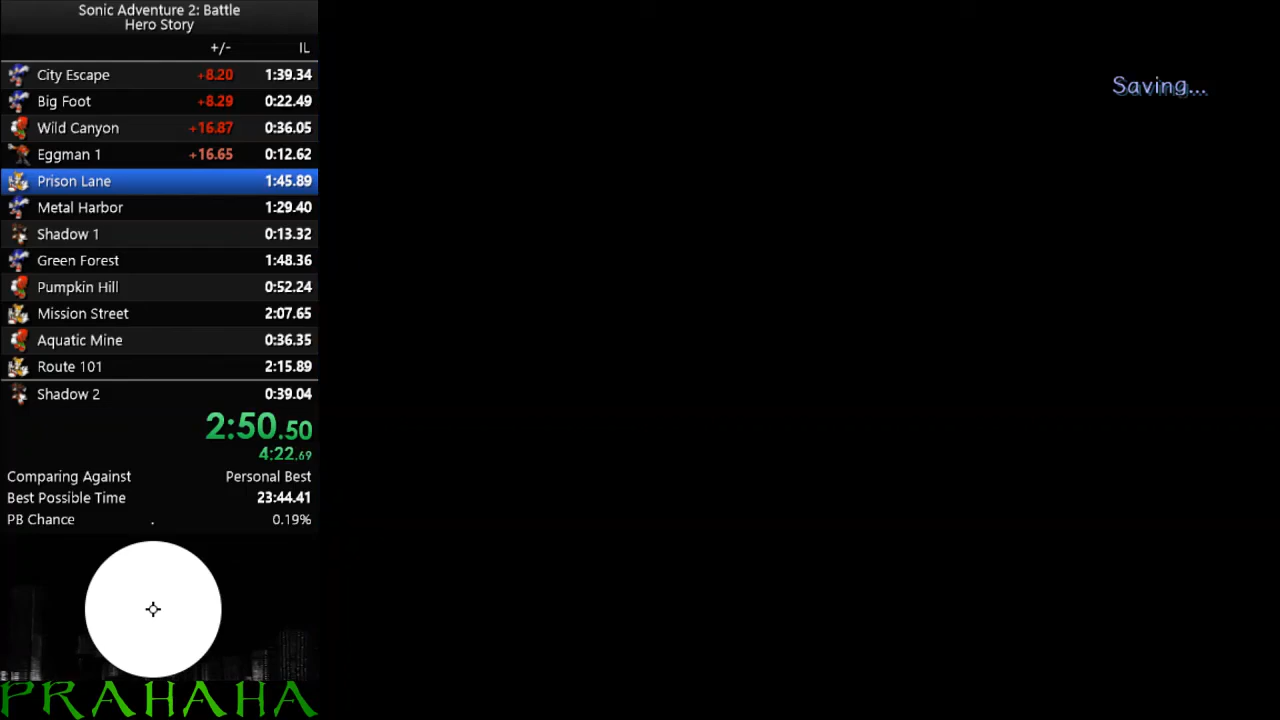 Sonic Adventure 2: Battle
Hero Story
+/- IL
City Escape +8.20 1:39.34
Big Foot +8.29 0:22.49
Wild Canyon +16.87 0:36.05
Eggman 1 +16.65 0:12.62
Prison Lane 1:45.89
Metal Harbor 1:29.40
Shadow 1 0:13.32
Green Forest 1:48.36
Pumpkin Hill 0:52.24
Mission Street 2:07.65
Aquatic Mine 0:36.35
Route 101 2:15.89
Shadow 2 0:39.04
2:50.50
4:22.69
Comparing Against Personal Best
Best Possible Time 23:44.41
PB Chance 0.19%
PRAHAHA
Saving...